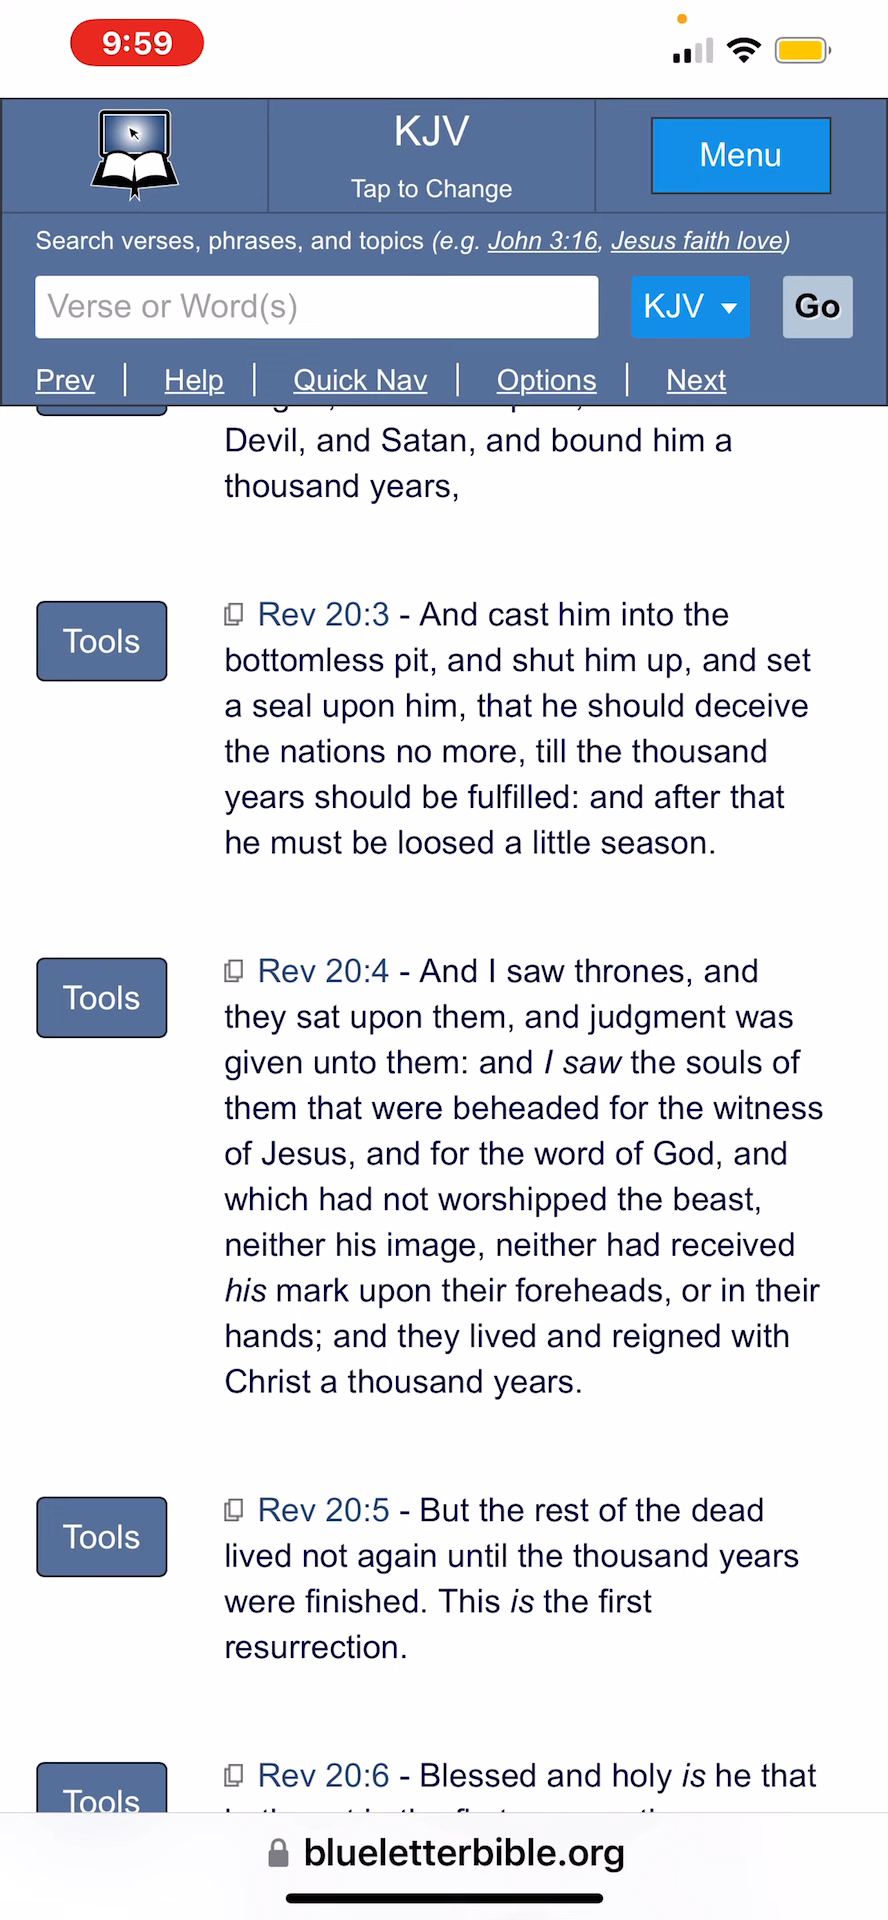 9:59
KJV
Tap to Change
Menu
Search verses, phrases, and topics (e.g. John 3:16, Jesus faith love)
Verse or Word(s)
KJV
Go
Prev | Help | Quick Nav | Options | Next
Devil, and Satan, and bound him a
thousand years,
Tools
Rev 20:3 - And cast him into the
bottomless pit, and shut him up, and set
a seal upon him, that he should deceive
the nations no more, till the thousand
years should be fulfilled: and after that
he must be loosed a little season.
Tools
Rev 20:4 - And I saw thrones, and
they sat upon them, and judgment was
given unto them: and I saw the souls of
them that were beheaded for the witness
of Jesus, and for the word of God, and
which had not worshipped the beast,
neither his image, neither had received
his mark upon their foreheads, or in their
hands; and they lived and reigned with
Christ a thousand years.
Tools
Rev 20:5 - But the rest of the dead
lived not again until the thousand years
were finished. This is the first
resurrection.
Tools
Rev 20:6 - Blessed and holy is he that
blueletterbible.org